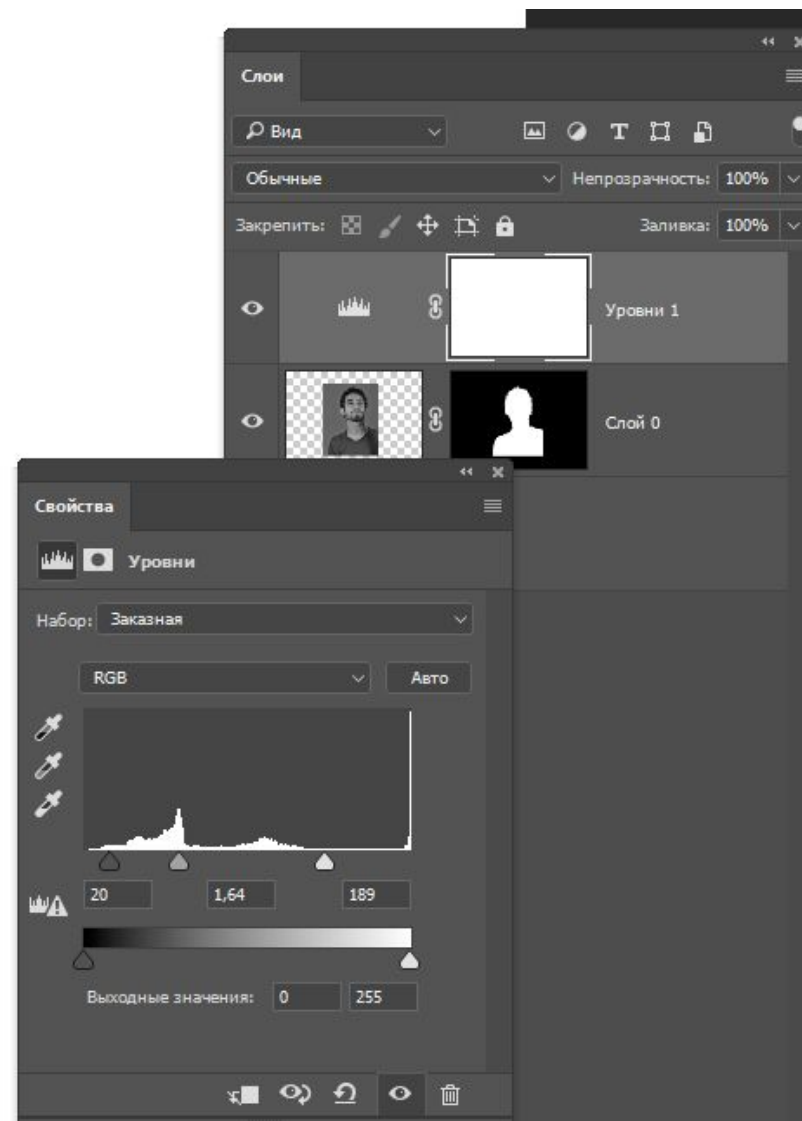 Слои
Вид
Обычные Непрозрачность: 100%
Закрепить: Заливка: 100%
Уровни 1
Слой 0
Свойства
Уровни
Набор: Заказная
RGB Авто
20 1,64 189
Выходные значения: 0 255